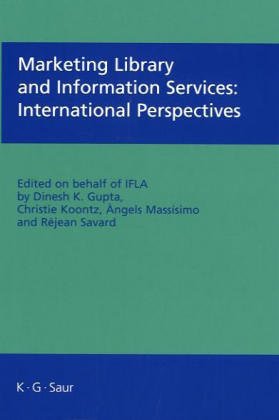 Marketing Library
and Information Services:
International Perspectives
Edited on behalf of IFLA
by Dinesh K. Gupta,
Christie Koontz, Àngels Massísimo
and Réjean Savard
K · G · Saur